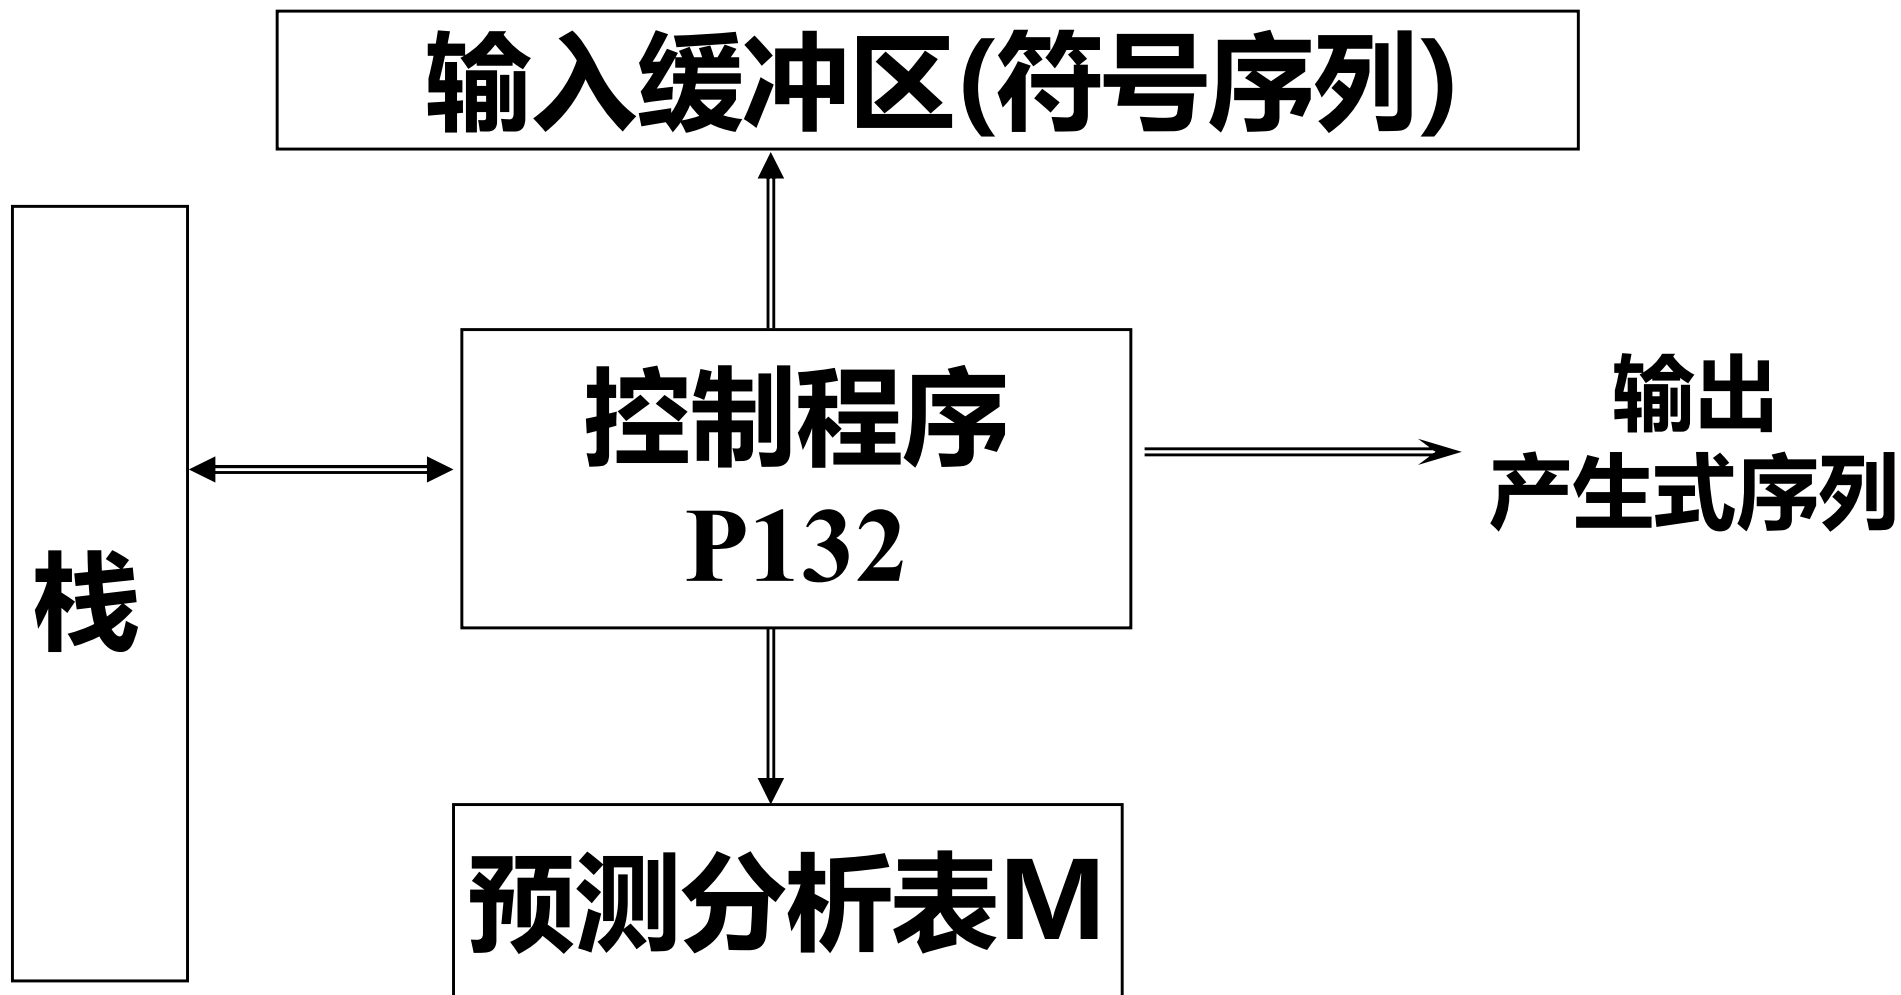 输入缓冲区(符号序列)
控制程序
P132
输出
产生式序列
栈
预测分析表M